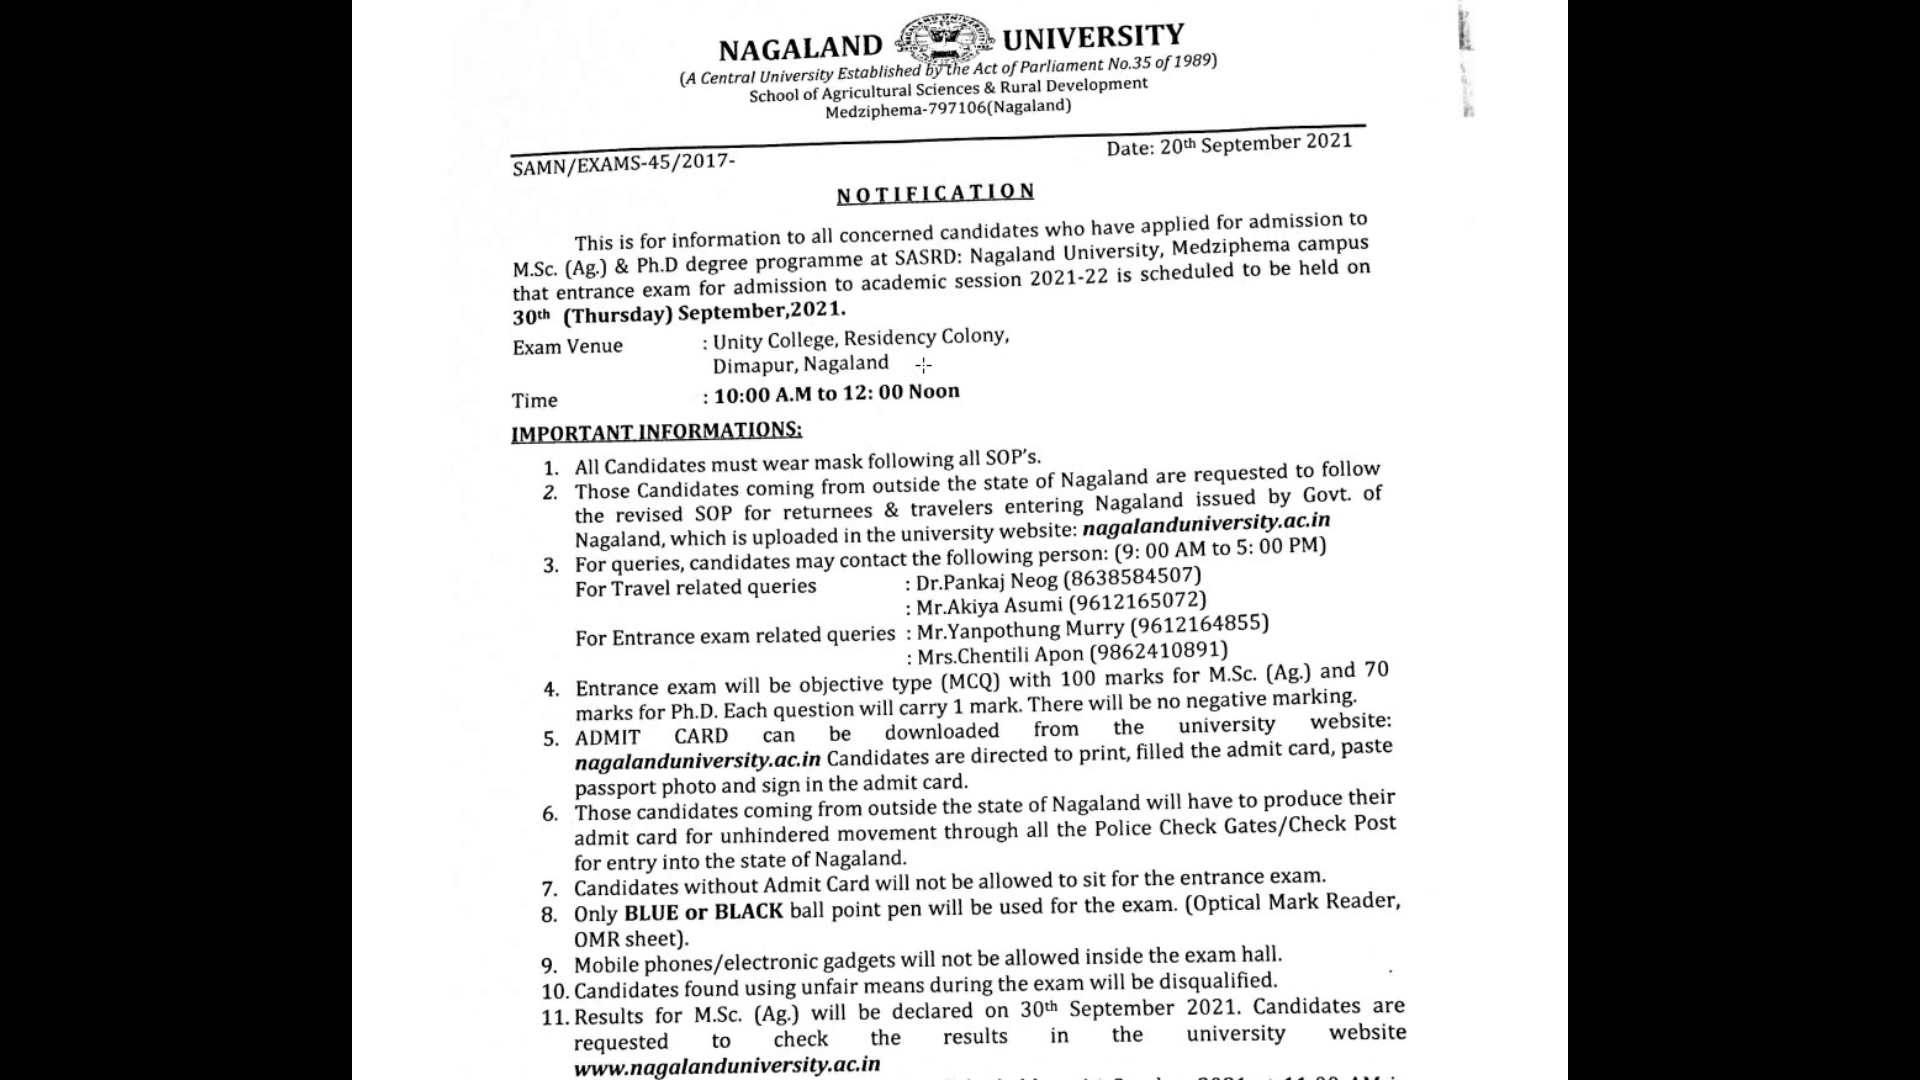 NAGALAND UNIVERSITY
(A Central University Established by the Act of Parliament No.35 of 1989)
School of Agricultural Sciences & Rural Development
Medziphema-797106(Nagaland)
SAMN/EXAMS-45/2017-
Date: 20th September 2021
NOTIFICATION
This is for information to all concerned candidates who have applied for admission to
M.Sc. (Ag.) & Ph.D degree programme at SASRD: Nagaland University, Medziphema campus
that entrance exam for admission to academic session 2021-22 is scheduled to be held on
30th (Thursday) September,2021.
Exam Venue : Unity College, Residency Colony,
Dimapur, Nagaland
Time : 10:00 A.M to 12: 00 Noon
IMPORTANT INFORMATIONS:
1. All Candidates must wear mask following all SOP's.
2. Those Candidates coming from outside the state of Nagaland are requested to follow
the revised SOP for returnees & travelers entering Nagaland issued by Govt. of
Nagaland, which is uploaded in the university website: nagalanduniversity.ac.in
3. For queries, candidates may contact the following person: (9: 00 AM to 5: 00 PM)
For Travel related queries : Dr.Pankaj Neog (8638584507)
: Mr.Akiya Asumi (9612165072)
For Entrance exam related queries : Mr.Yanpothung Murry (9612164855)
: Mrs.Chentili Apon (9862410891)
4. Entrance exam will be objective type (MCQ) with 100 marks for M.Sc. (Ag.) and 70
marks for Ph.D. Each question will carry 1 mark. There will be no negative marking.
5. ADMIT CARD can be downloaded from the university website:
nagalanduniversity.ac.in Candidates are directed to print, filled the admit card, paste
passport photo and sign in the admit card.
6. Those candidates coming from outside the state of Nagaland will have to produce their
admit card for unhindered movement through all the Police Check Gates/Check Post
for entry into the state of Nagaland.
7. Candidates without Admit Card will not be allowed to sit for the entrance exam.
8. Only BLUE or BLACK ball point pen will be used for the exam. (Optical Mark Reader,
OMR sheet).
9. Mobile phones/electronic gadgets will not be allowed inside the exam hall.
10. Candidates found using unfair means during the exam will be disqualified.
11. Results for M.Sc. (Ag.) will be declared on 30th September 2021. Candidates are
requested to check the results in the university website
www.nagalanduniversity.ac.in